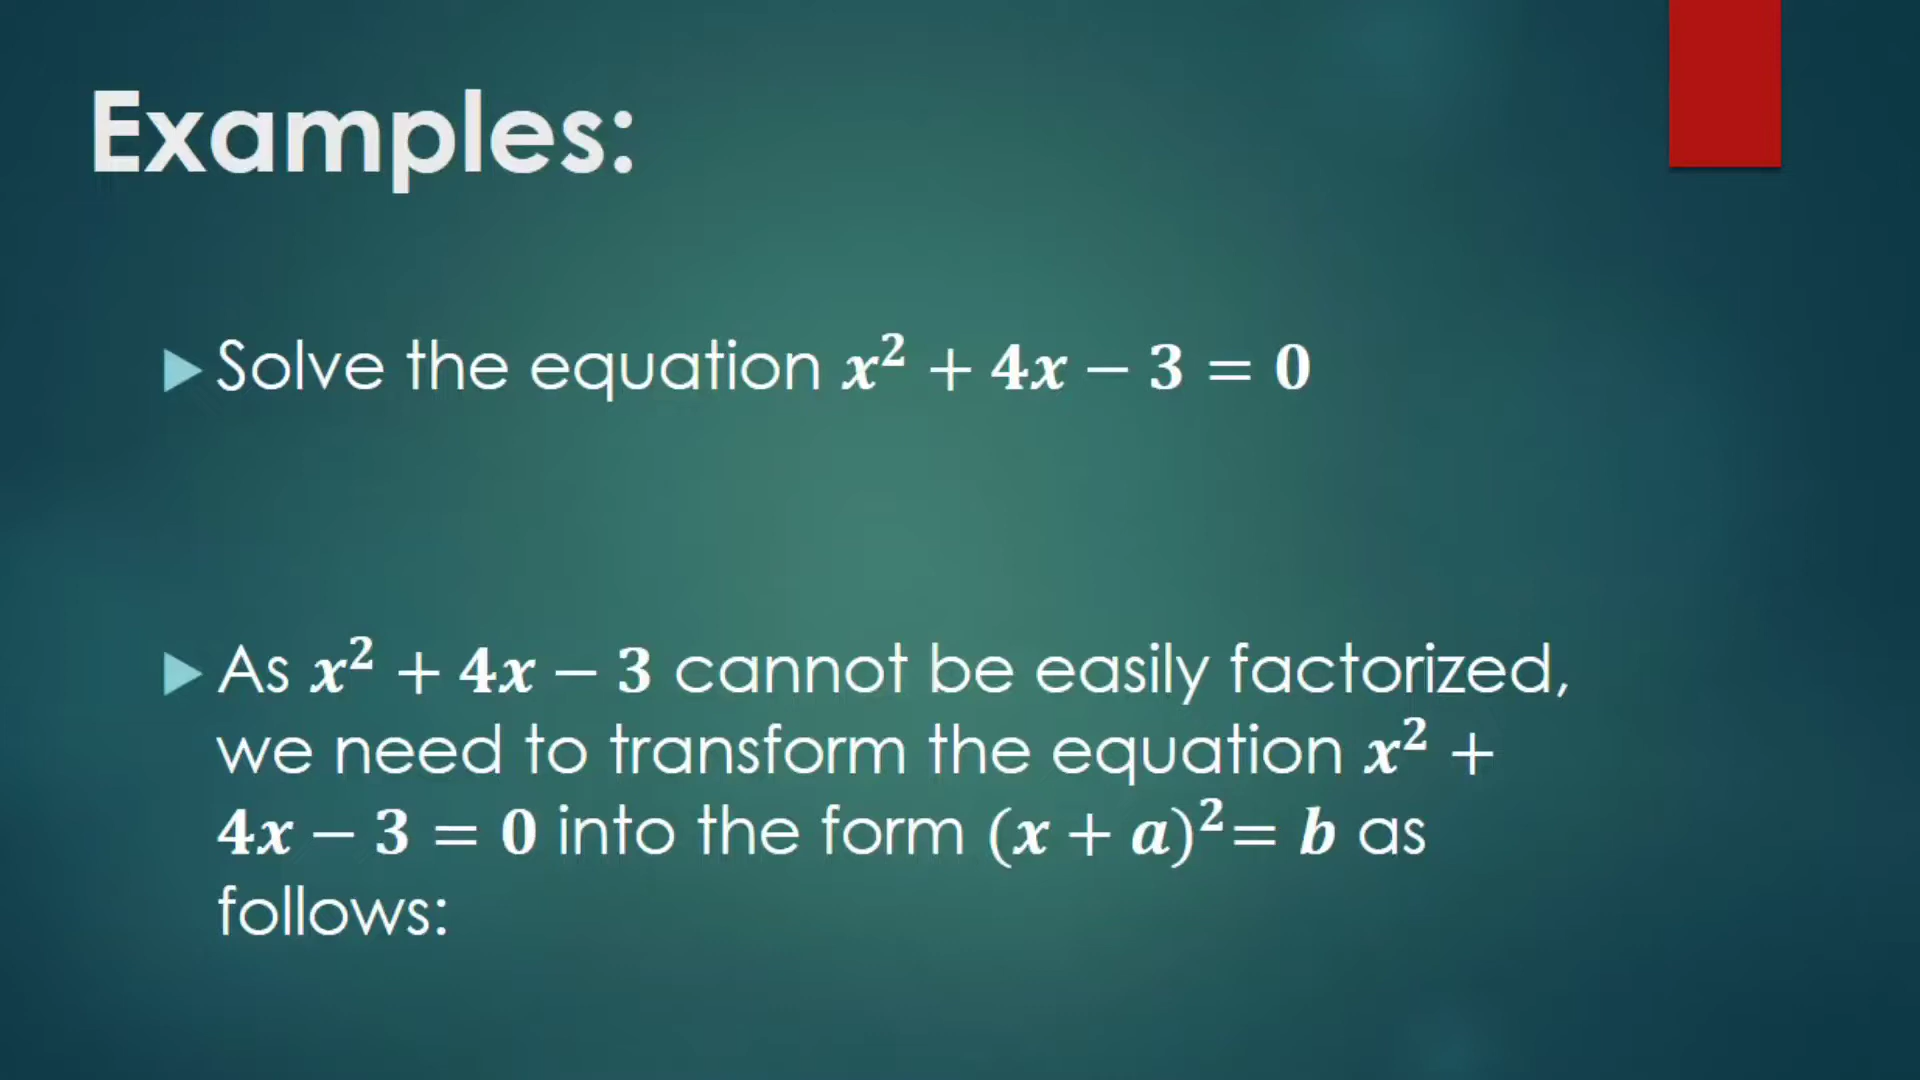 Examples:
Solve the equation x² + 4x − 3 = 0
As x² + 4x − 3 cannot be easily factorized,
we need to transform the equation x² +
4x − 3 = 0 into the form (x + a)² = b as
follows: